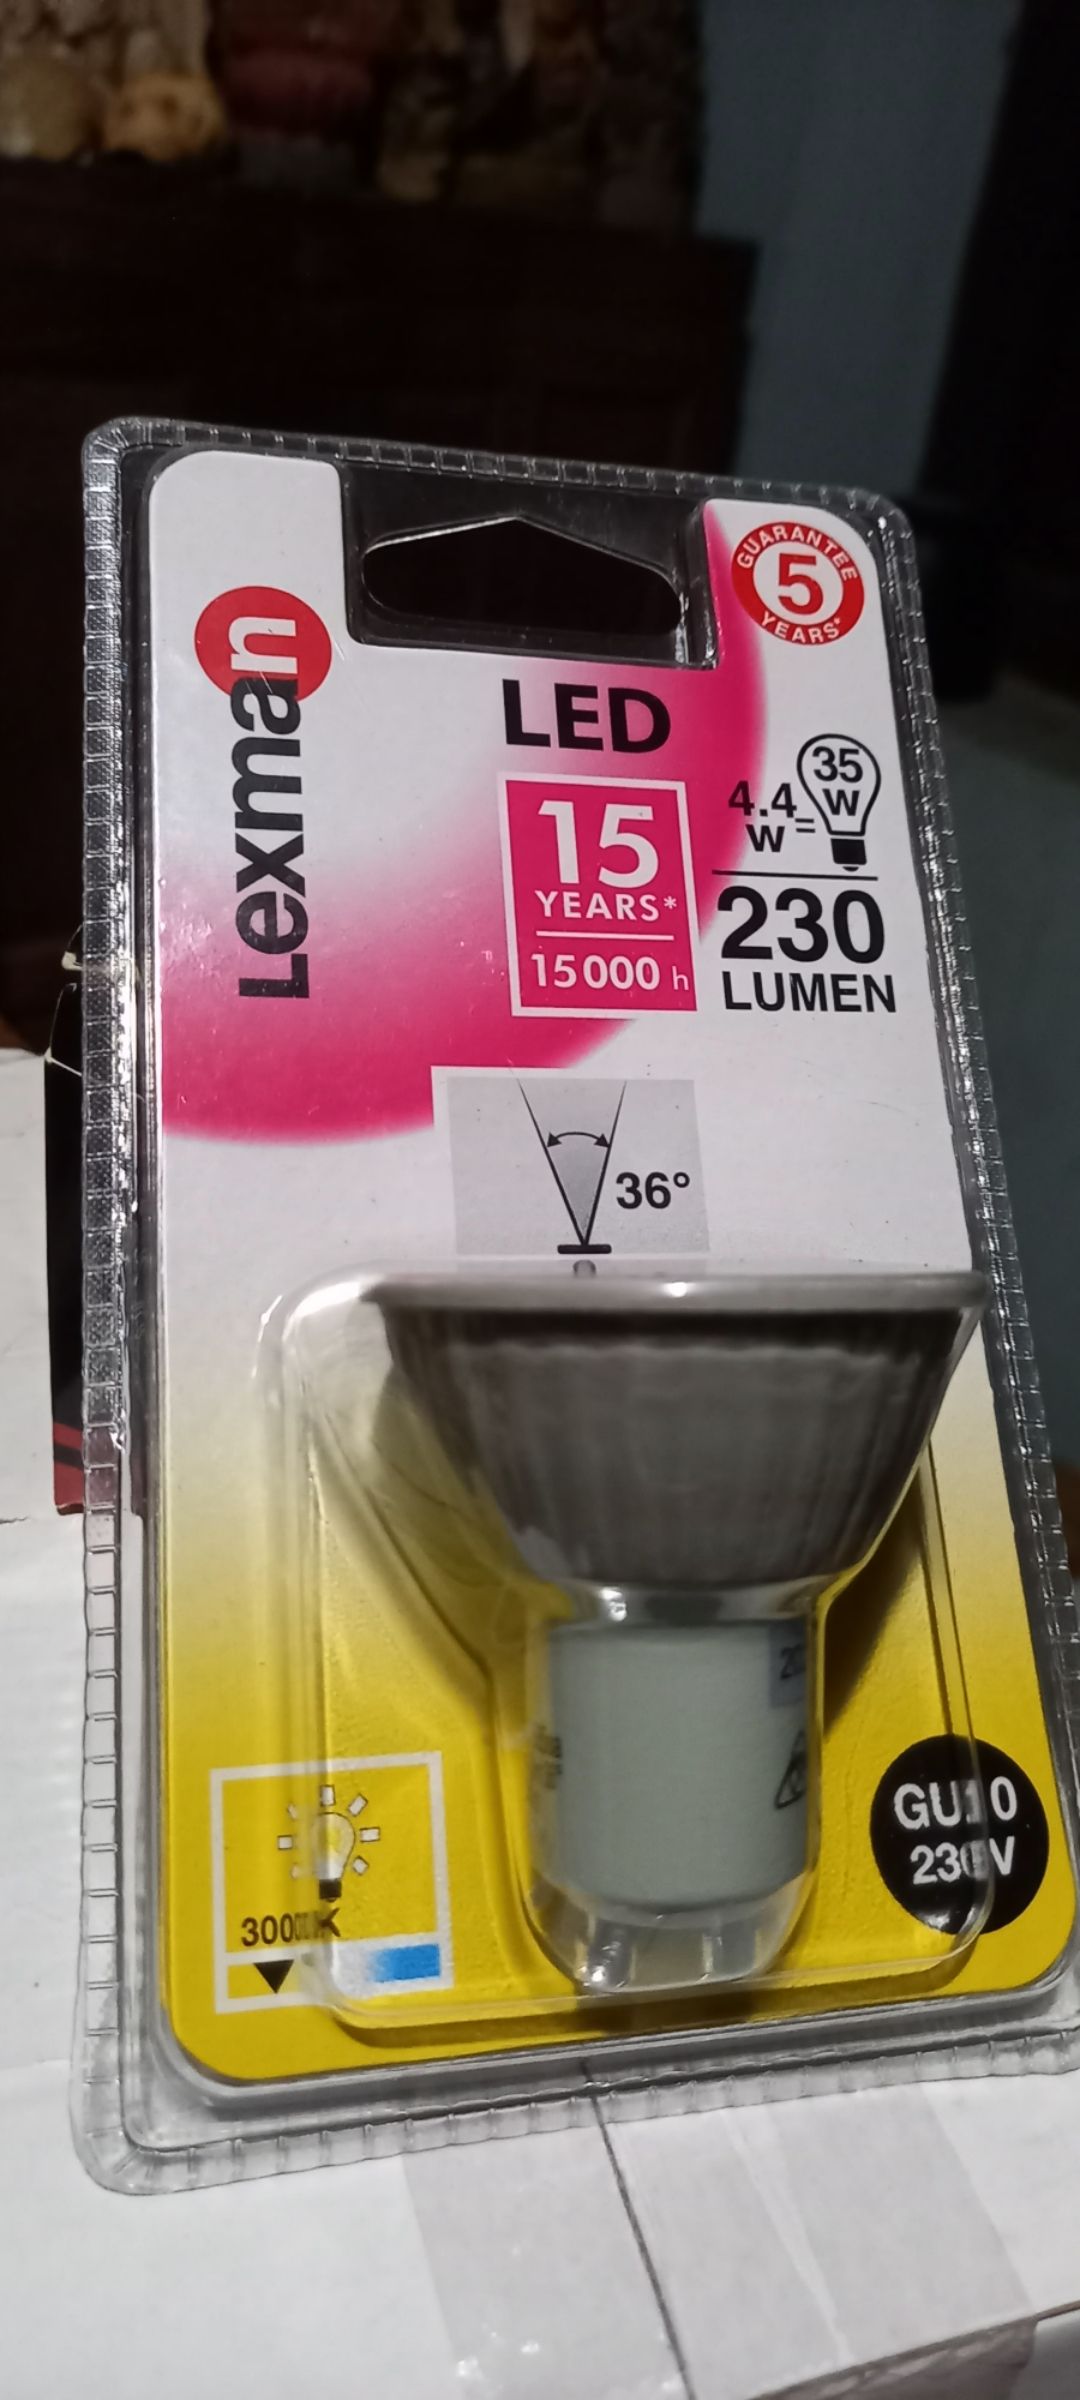 Lexman
GUARANTEE
5
YEARS*
LED
15
YEARS*
15000 h
4.4
W
=
35
W
230
LUMEN
36°
3000K
GU10
230V